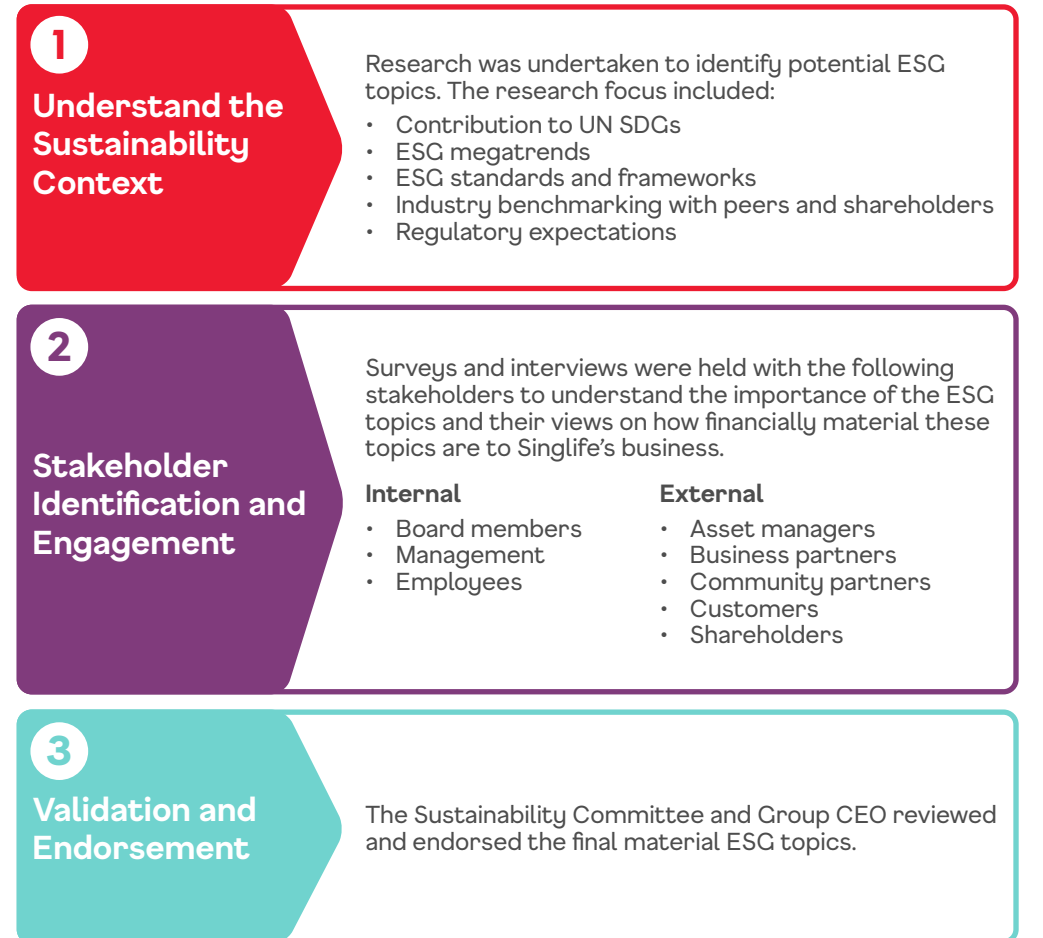 1
Understand the
Sustainability
Context
Research was undertaken to identify potential ESG
topics. The research focus included:
• Contribution to UN SDGs
• ESG megatrends
• ESG standards and frameworks
• Industry benchmarking with peers and shareholders
• Regulatory expectations
2
Stakeholder
Identification and
Engagement
Surveys and interviews were held with the following
stakeholders to understand the importance of the ESG
topics and their views on how financially material these
topics are to Singlife's business.
Internal
• Board members
• Management
• Employees
External
• Asset managers
• Business partners
• Community partners
• Customers
• Shareholders
3
Validation and
Endorsement
The Sustainability Committee and Group CEO reviewed
and endorsed the final material ESG topics.